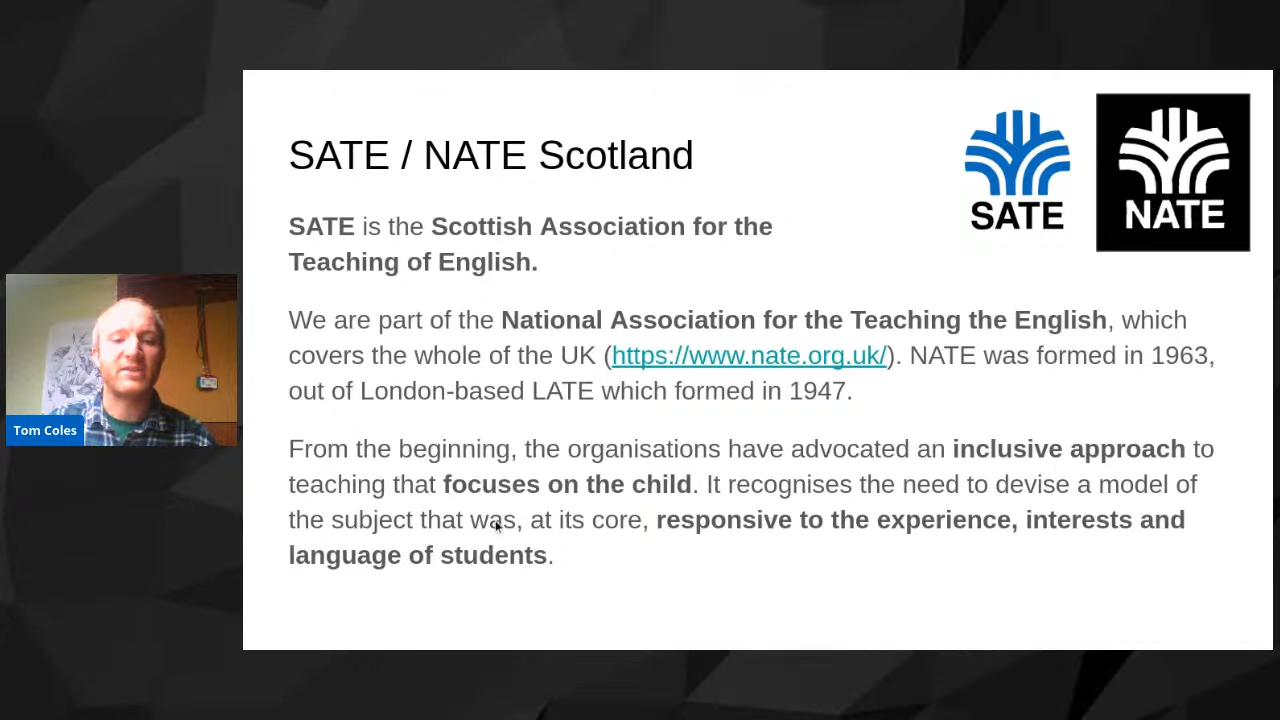 SATE / NATE Scotland
SATE
NATE
SATE is the Scottish Association for the
Teaching of English.
We are part of the National Association for the Teaching the English, which
covers the whole of the UK (https://www.nate.org.uk/). NATE was formed in 1963,
out of London-based LATE which formed in 1947.
From the beginning, the organisations have advocated an inclusive approach to
teaching that focuses on the child. It recognises the need to devise a model of
the subject that was, at its core, responsive to the experience, interests and
language of students.
Tom Coles